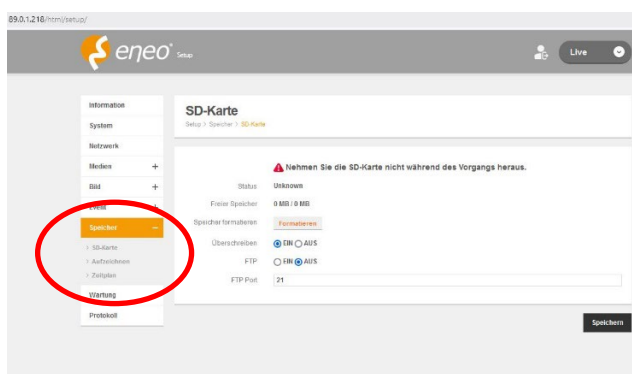 89.0.1.218/html/setup/
eneo Setup
Live
Information
System
Netzwerk
Medien +
Bild +
Event +
Speicher −
› SD-Karte
› Aufzeichnen
› Zeitplan
Wartung
Protokoll
SD-Karte
Setup > Speicher > SD-Karte
Nehmen Sie die SD-Karte nicht während des Vorgangs heraus.
Status Unknown
Freier Speicher 0 MB / 0 MB
Speicher formatieren Formatieren
Überschreiben EIN AUS
FTP EIN AUS
FTP Port 21
Speichern